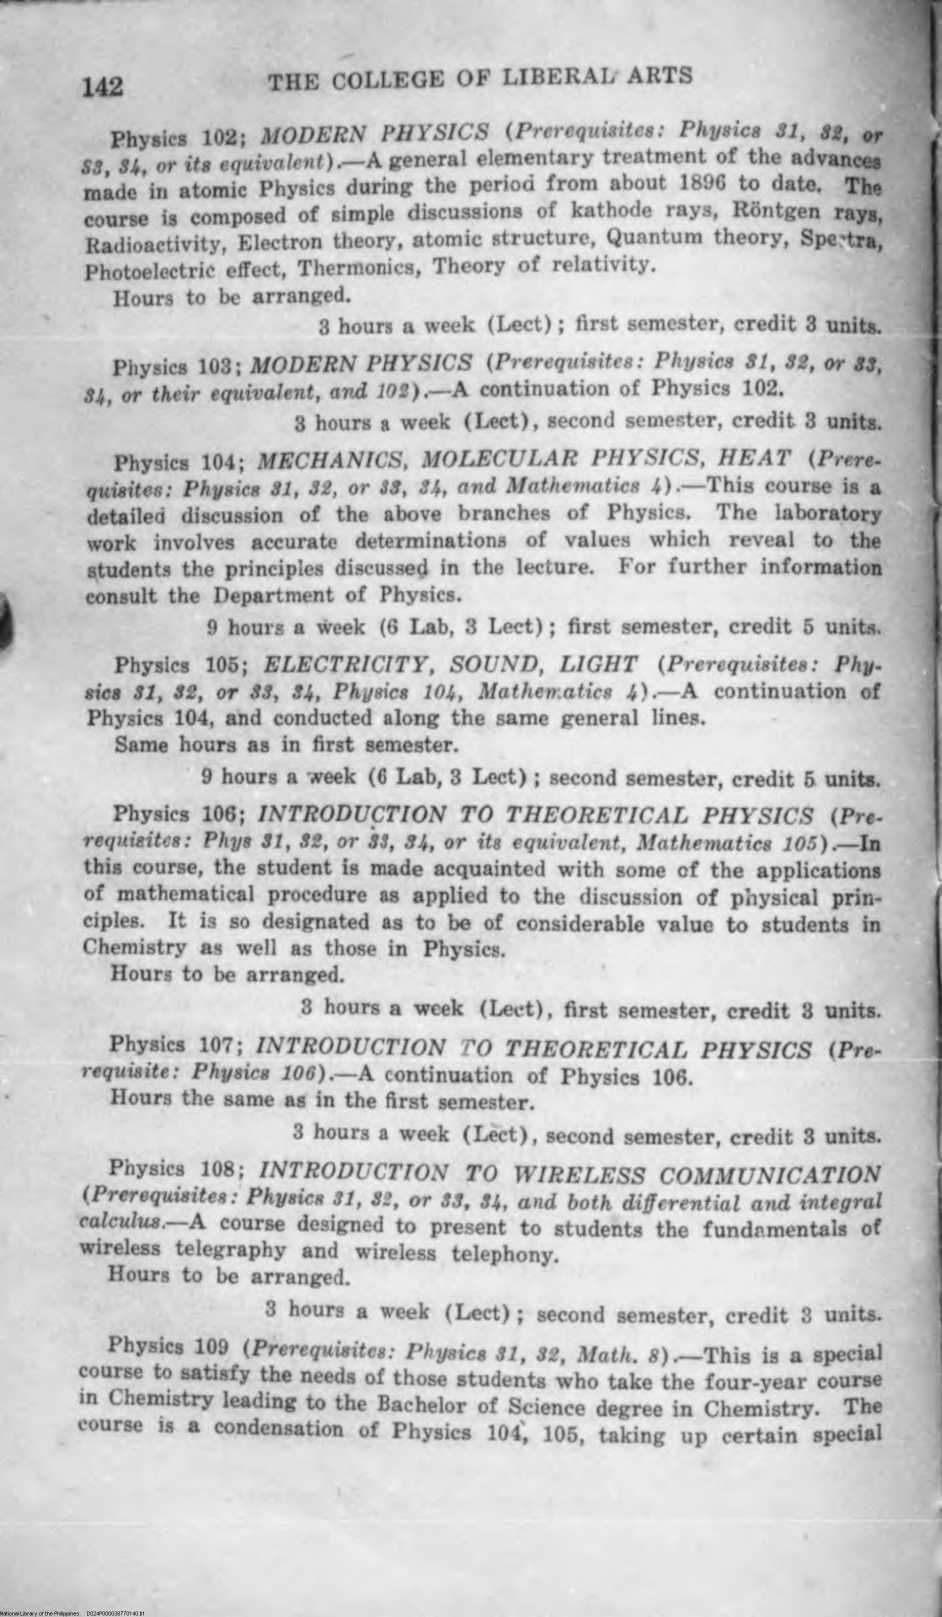 142 THE COLLEGE OF LIBERAL ARTS
Physics 102; MODERN PHYSICS (Prerequisites: Physics 31, 32, or
33, 34, or its equivalent).—A general elementary treatment of the advances
made in atomic Physics during the period from about 1896 to date. The
course is composed of simple discussions of kathode rays, Röntgen rays,
Radioactivity, Electron theory, atomic structure, Quantum theory, Spectra,
Photoelectric effect, Thermonics, Theory of relativity.
Hours to be arranged.
3 hours a week (Lect); first semester, credit 3 units.
Physics 103; MODERN PHYSICS (Prerequisites: Physics 31, 32, or 33,
34, or their equivalent, and 102).—A continuation of Physics 102.
3 hours a week (Lect), second semester, credit 3 units.
Physics 104; MECHANICS, MOLECULAR PHYSICS, HEAT (Prere-
quisites: Physics 31, 32, or 33, 34, and Mathematics 4).—This course is a
detailed discussion of the above branches of Physics. The laboratory
work involves accurate determinations of values which reveal to the
students the principles discussed in the lecture. For further information
consult the Department of Physics.
9 hours a week (6 Lab, 3 Lect); first semester, credit 5 units.
Physics 105; ELECTRICITY, SOUND, LIGHT (Prerequisites: Phy-
sics 31, 32, or 33, 34, Physics 104, Mathematics 4).—A continuation of
Physics 104, and conducted along the same general lines.
Same hours as in first semester.
9 hours a week (6 Lab, 3 Lect); second semester, credit 5 units.
Physics 106; INTRODUCTION TO THEORETICAL PHYSICS (Pre-
requisites: Phys 31, 32, or 33, 34, or its equivalent, Mathematics 105).—In
this course, the student is made acquainted with some of the applications
of mathematical procedure as applied to the discussion of physical prin-
ciples. It is so designated as to be of considerable value to students in
Chemistry as well as those in Physics.
Hours to be arranged.
3 hours a week (Lect), first semester, credit 3 units.
Physics 107; INTRODUCTION TO THEORETICAL PHYSICS (Pre-
requisite: Physics 106).—A continuation of Physics 106.
Hours the same as in the first semester.
3 hours a week (Lect), second semester, credit 3 units.
Physics 108; INTRODUCTION TO WIRELESS COMMUNICATION
(Prerequisites: Physics 31, 32, or 33, 34, and both differential and integral
calculus.—A course designed to present to students the fundamentals of
wireless telegraphy and wireless telephony.
Hours to be arranged.
3 hours a week (Lect); second semester, credit 3 units.
Physics 109 (Prerequisites: Physics 31, 32, Math. 8).—This is a special
course to satisfy the needs of those students who take the four-year course
in Chemistry leading to the Bachelor of Science degree in Chemistry. The
course is a condensation of Physics 104, 105, taking up certain special
National Library of the Philippines D024P000038770140.tif